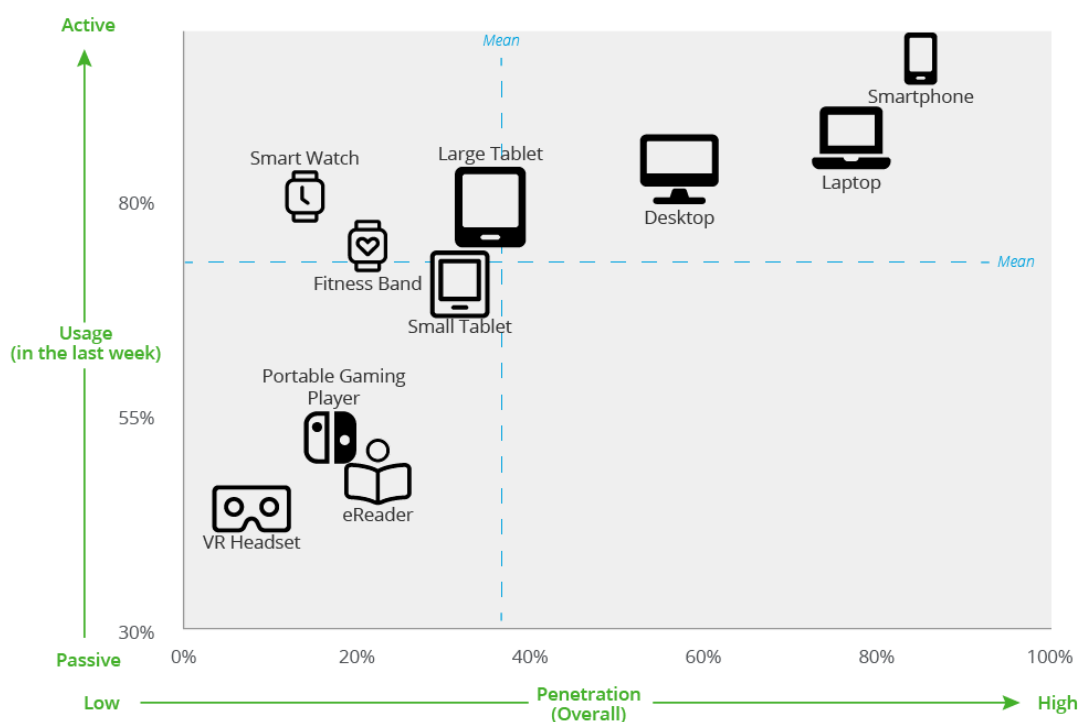 Active
Mean
Smartphone
Smart Watch
Large Tablet
Laptop
80%
Desktop
Mean
Fitness Band
Small Tablet
Usage
(in the last week)
Portable Gaming
Player
55%
eReader
VR Headset
30%
Passive
0%
20%
40%
60%
80%
100%
Low
Penetration
(Overall)
High